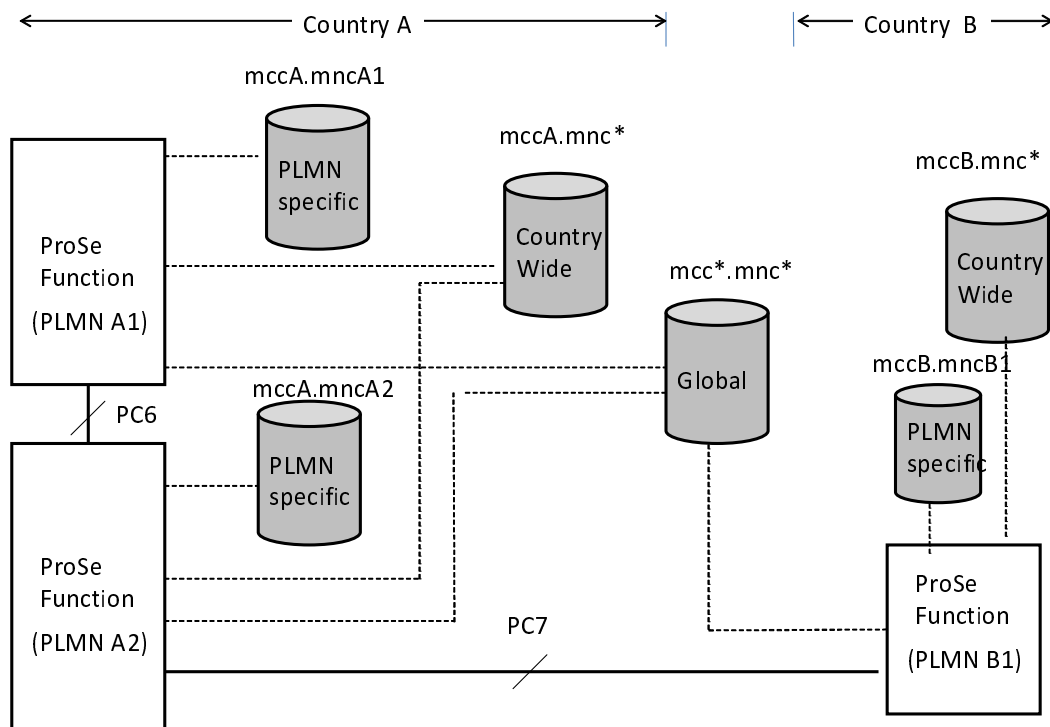 Country A
Country B
mccA.mncA1
PLMN
specific
mccA.mnc*
Country
Wide
mccB.mnc*
Country
Wide
ProSe
Function
(PLMN A1)
mcc*.mnc*
Global
mccA.mncA2
PLMN
specific
mccB.mncB1
PLMN
specific
PC6
ProSe
Function
(PLMN A2)
PC7
ProSe
Function
(PLMN B1)